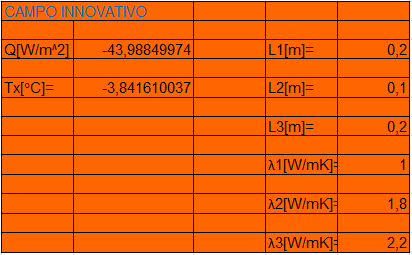 CAMPO INNOVATIVO
Q[W/m^2] -43,98849974 L1[m]= 0,2
Tx[°C]= -3,841610037 L2[m]= 0,1
L3[m]= 0,2
λ1[W/mK]= 1
λ2[W/mK]= 1,8
λ3[W/mK]= 2,2